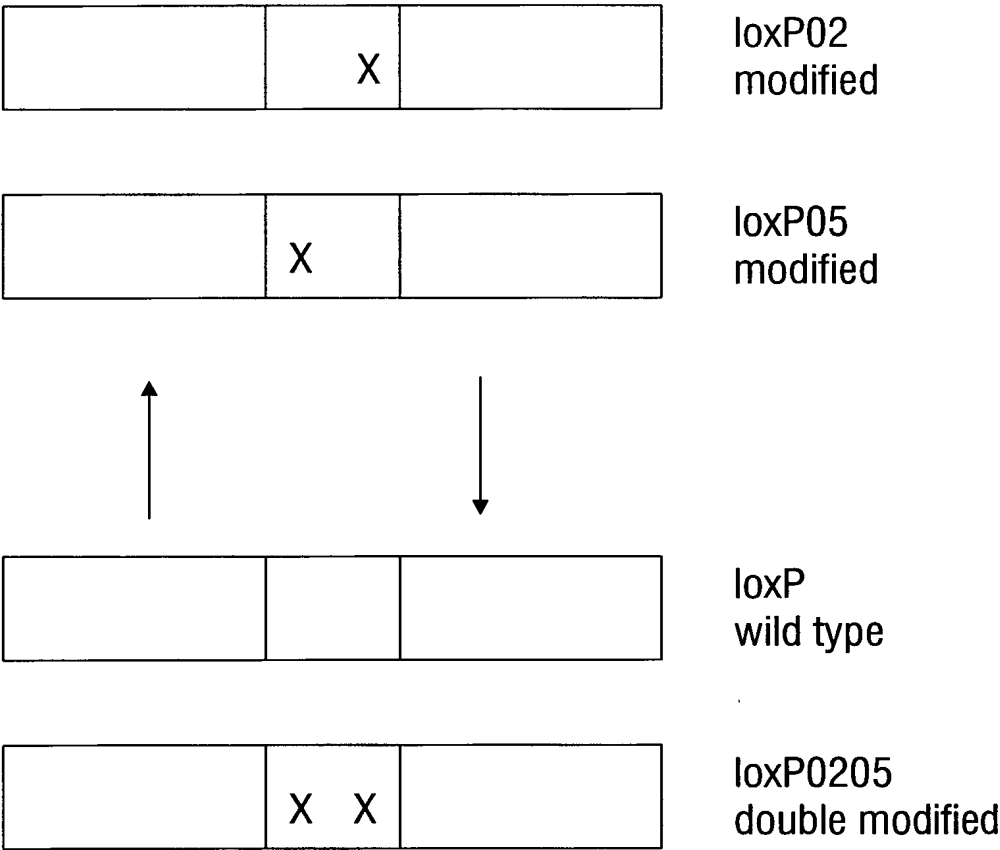 X
loxP02
modified
X
loxP05
modified
loxP
wild type
X X
loxP0205
double modified